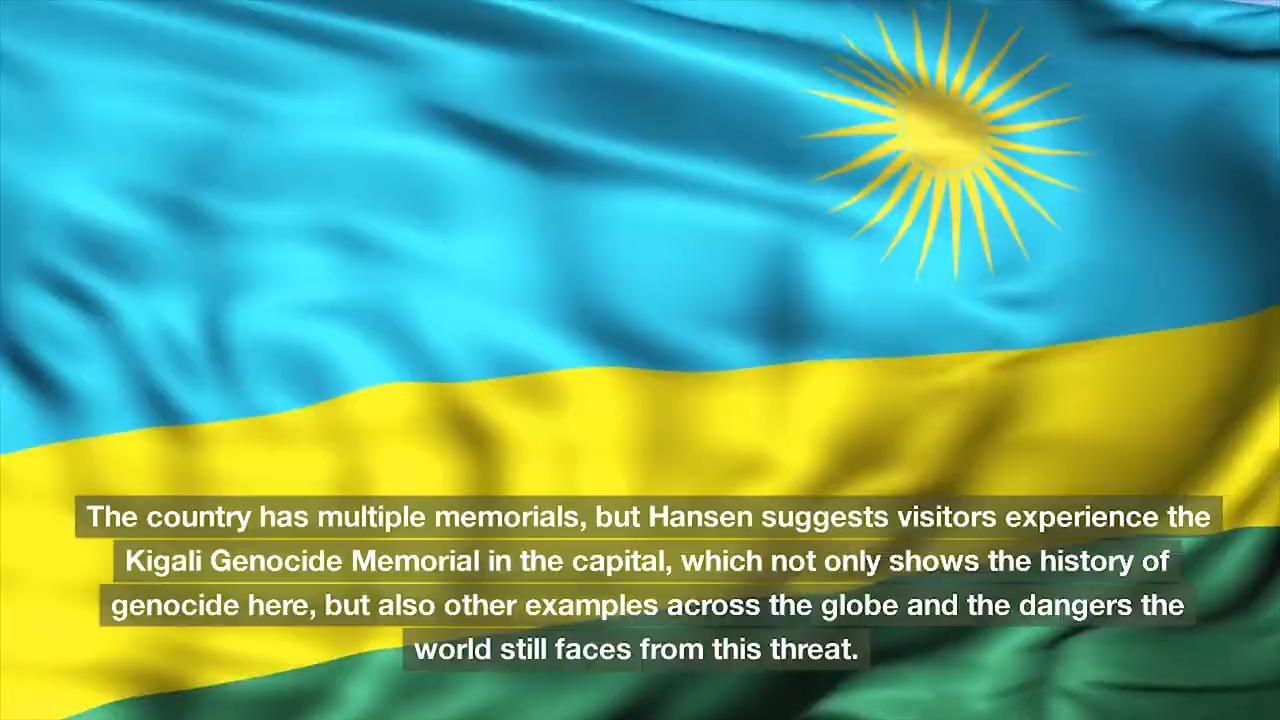 The country has multiple memorials, but Hansen suggests visitors experience the
Kigali Genocide Memorial in the capital, which not only shows the history of
genocide here, but also other examples across the globe and the dangers the
world still faces from this threat.